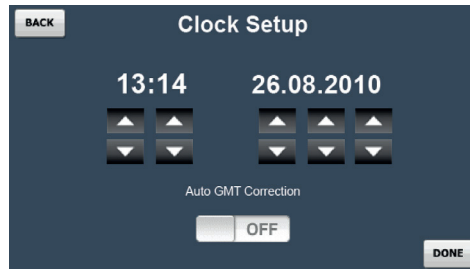 BACK
Clock Setup
13:14 26.08.2010
Auto GMT Correction
OFF
DONE